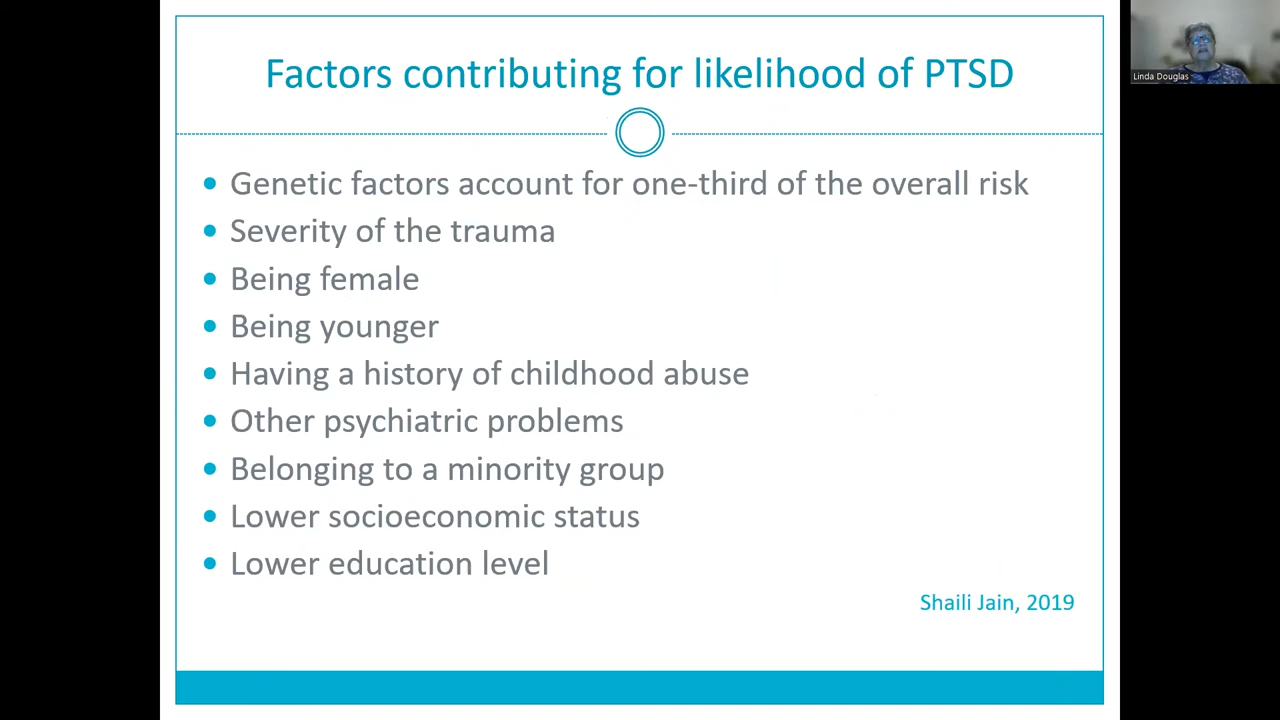 Factors contributing for likelihood of PTSD
Linda Douglas
Genetic factors account for one-third of the overall risk
Severity of the trauma
Being female
Being younger
Having a history of childhood abuse
Other psychiatric problems
Belonging to a minority group
Lower socioeconomic status
Lower education level
Shaili Jain, 2019